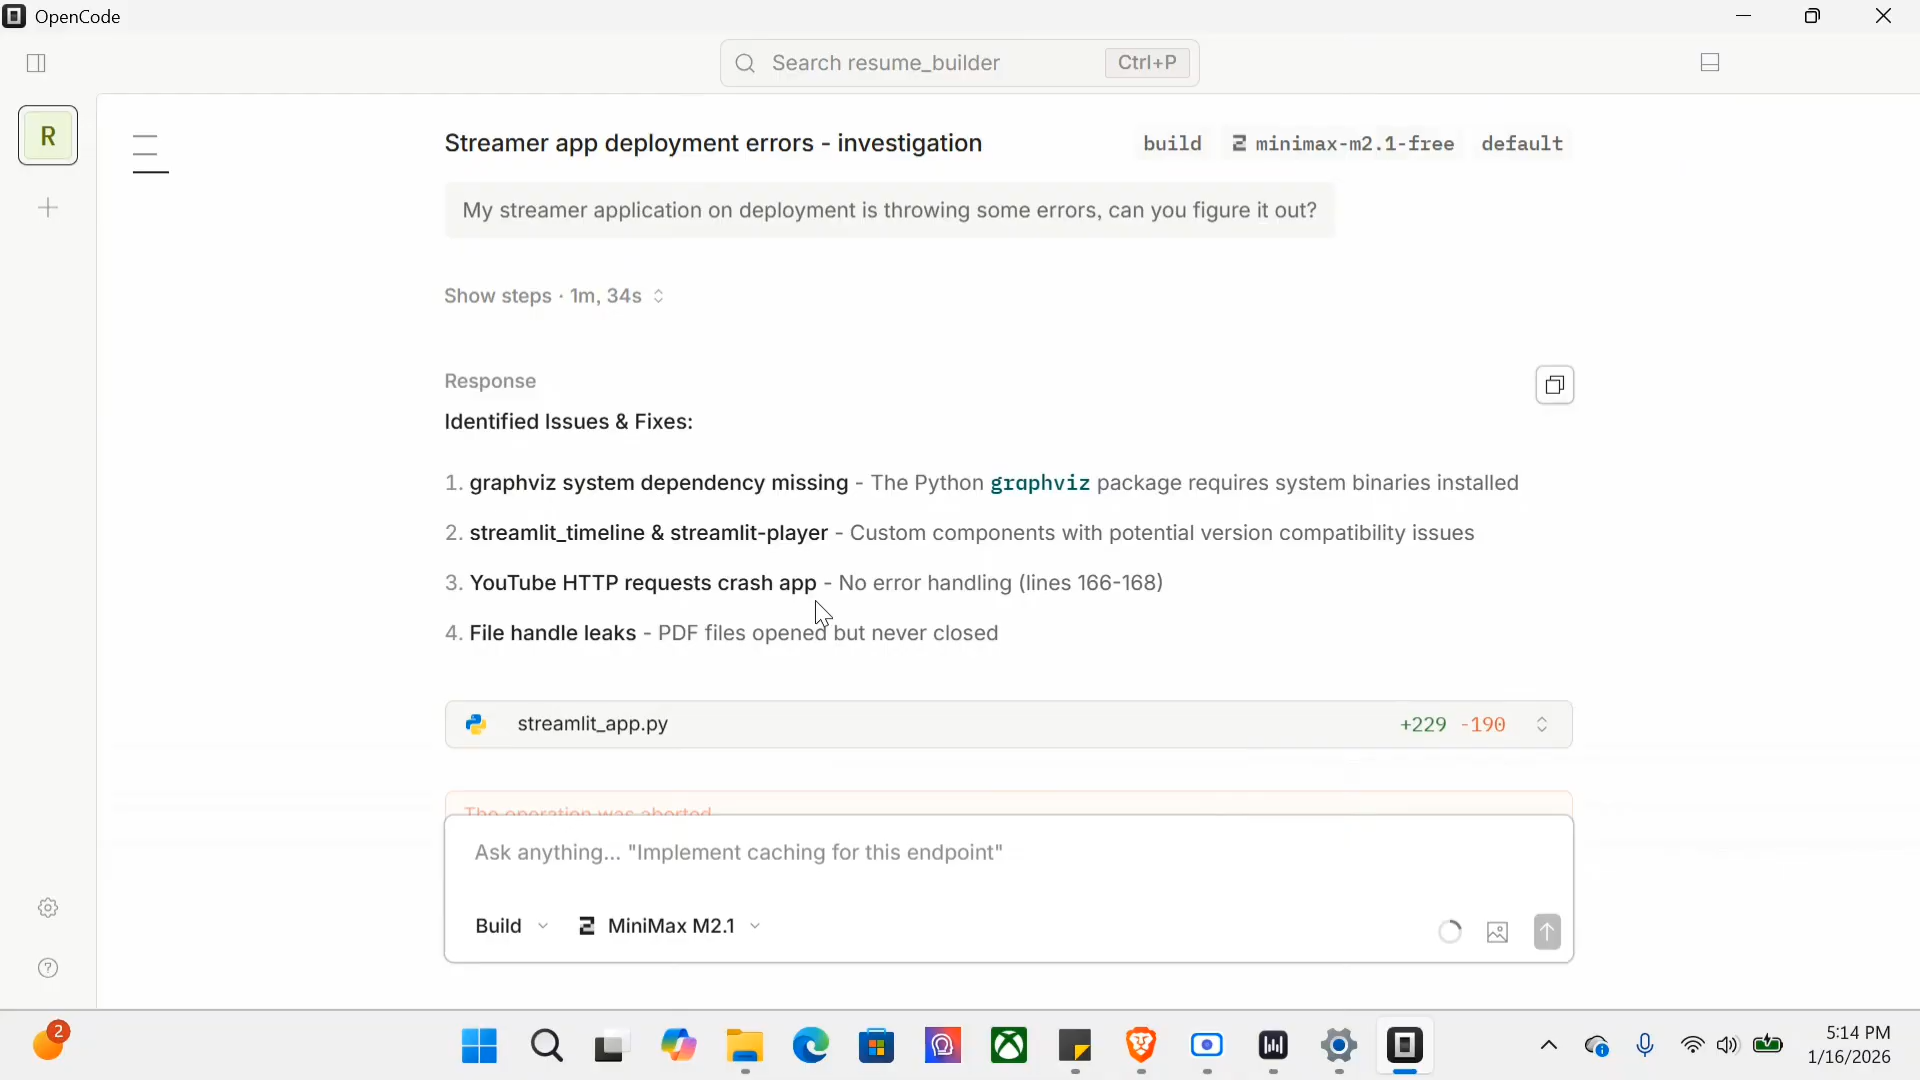 OpenCode
Search resume_builder Ctrl+P
R
Streamer app deployment errors - investigation build minimax-m2.1-free default
My streamer application on deployment is throwing some errors, can you figure it out?
Show steps · 1m, 34s
Response
Identified Issues & Fixes:
1. graphviz system dependency missing - The Python graphviz package requires system binaries installed
2. streamlit_timeline & streamlit-player - Custom components with potential version compatibility issues
3. YouTube HTTP requests crash app - No error handling (lines 166-168)
4. File handle leaks - PDF files opened but never closed
streamlit_app.py +229 -190
The operation was aborted.
Ask anything... "Implement caching for this endpoint"
Build MiniMax M2.1
2
5:14 PM
1/16/2026